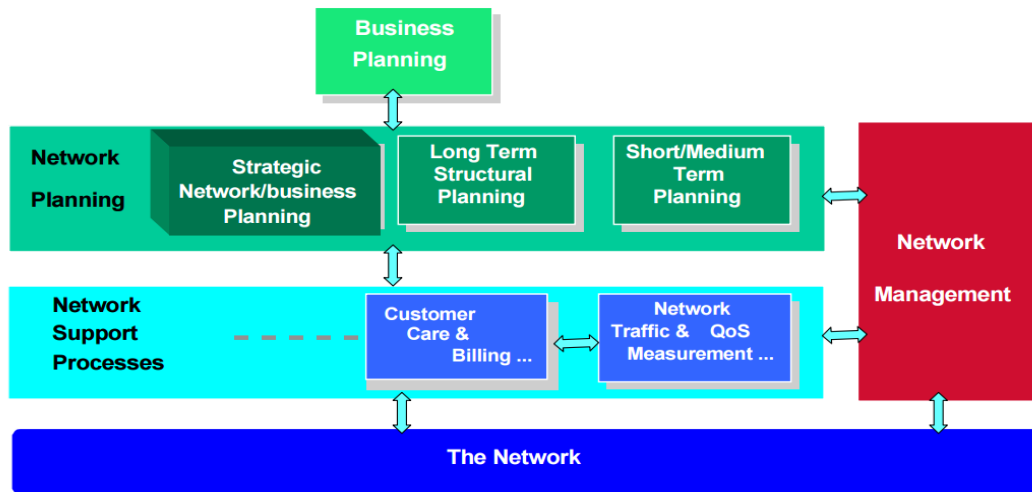 Business
Planning
Network
Planning
Strategic
Network/business
Planning
Long Term
Structural
Planning
Short/Medium
Term
Planning
Network
Management
Network
Support
Processes
Customer
Care &
Billing ...
Network
Traffic & QoS
Measurement ...
The Network